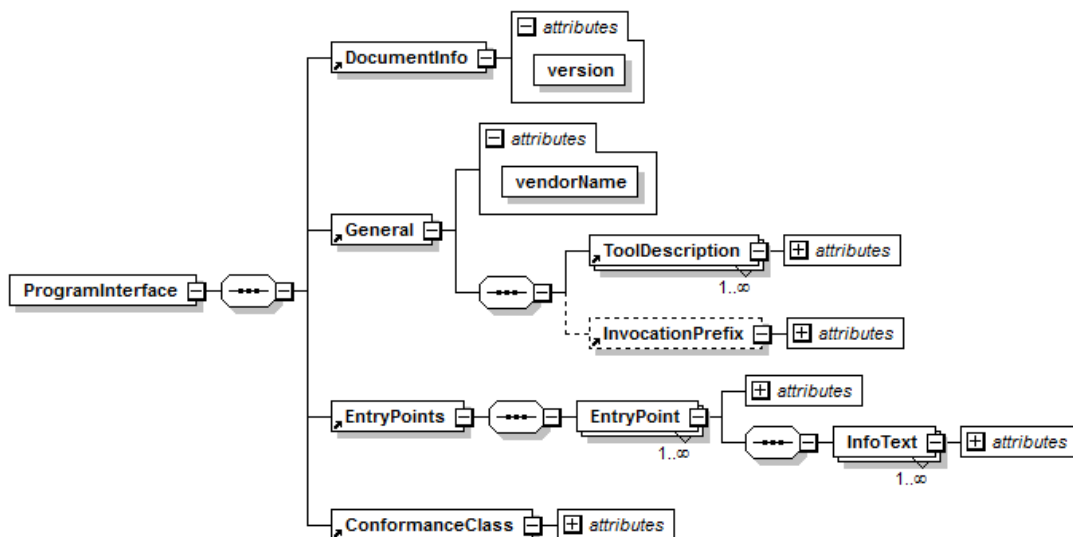 attributes
DocumentInfo
version
attributes
vendorName
General
ToolDescription
attributes
1..∞
ProgramInterface
InvocationPrefix
attributes
attributes
EntryPoints
EntryPoint
1..∞
InfoText
attributes
1..∞
ConformanceClass
attributes